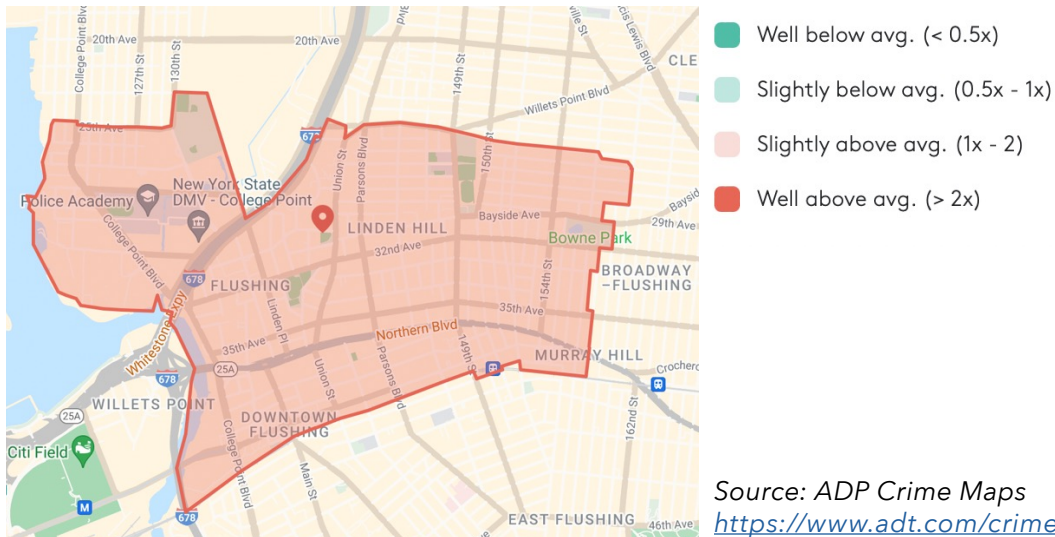 20th Ave
20th Ave
College Point Blvd
127th St
130th St
149th St
Willets Point Blvd
CLE
25th Ave
678
Union St
Parsons Blvd
150th St
Police Academy
New York State
DMV - College Point
LINDEN HILL
Bayside Ave
Bayside
29th Ave
Bowne Park
32nd Ave
College Point Blvd
678
FLUSHING
BROADWAY
-FLUSHING
154th St
35th Ave
Whitestone Expy
Linden Pl
Northern Blvd
35th Ave
149th St
25A
Union St
Parsons Blvd
MURRAY HILL
Crocheron
678
WILLETS POINT
25A
DOWNTOWN
FLUSHING
162nd St
Citi Field
College Point Blvd
Main St
M
678
EAST FLUSHING
46th Ave
Well below avg. (< 0.5x)
Slightly below avg. (0.5x - 1x)
Slightly above avg. (1x - 2)
Well above avg. (> 2x)
Source: ADP Crime Maps
https://www.adt.com/crime